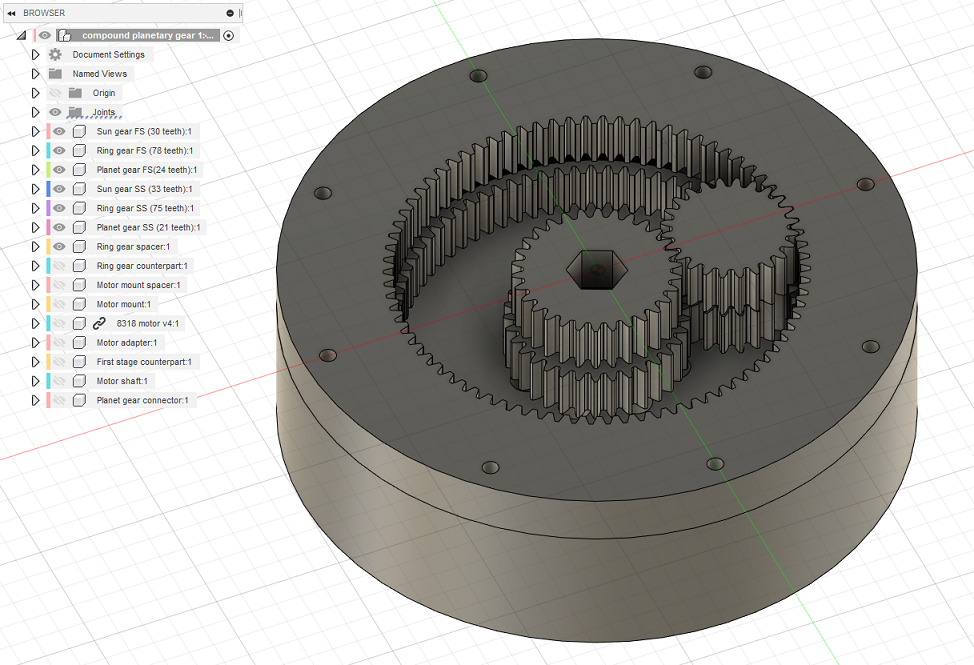 BROWSER
compound planetary gear 1:...
Document Settings
Named Views
Origin
Joints
Sun gear FS (30 teeth):1
Ring gear FS (78 teeth):1
Planet gear FS(24 teeth):1
Sun gear SS (33 teeth):1
Ring gear SS (75 teeth):1
Planet gear SS (21 teeth):1
Ring gear spacer:1
Ring gear counterpart:1
Motor mount spacer:1
Motor mount:1
8318 motor v4:1
Motor adapter:1
First stage counterpart:1
Motor shaft:1
Planet gear connector:1